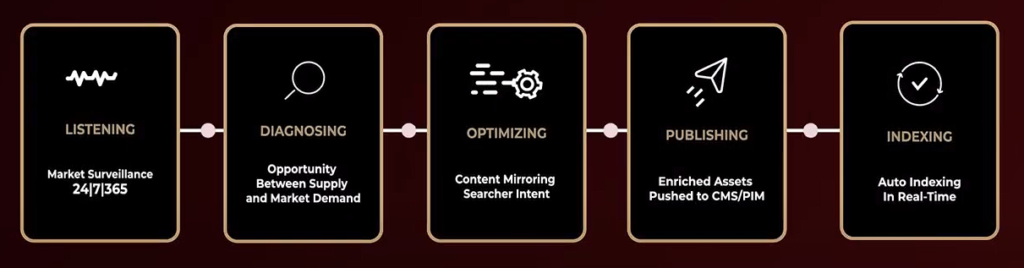 LISTENING
Market Surveillance
24|7|365
DIAGNOSING
Opportunity
Between Supply
and Market Demand
OPTIMIZING
Content Mirroring
Searcher Intent
PUBLISHING
Enriched Assets
Pushed to CMS/PIM
INDEXING
Auto Indexing
In Real-Time